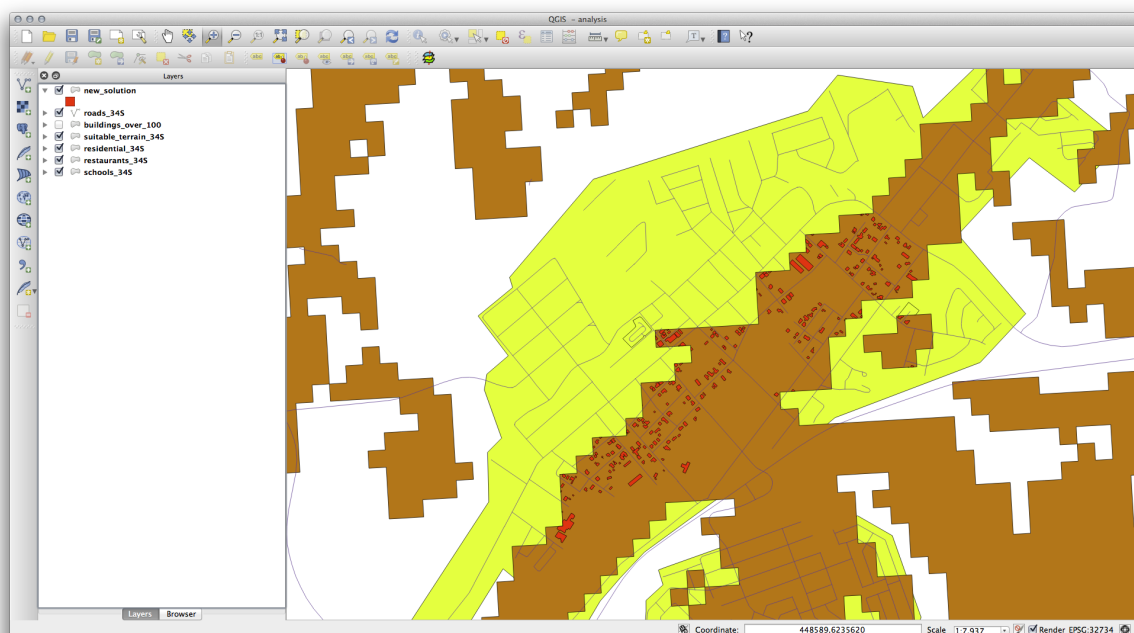 QGIS - analysis
Layers
new_solution
roads_34S
buildings_over_100
suitable_terrain_34S
residential_34S
restaurants_34S
schools_34S
Layers Browser
Coordinate: 448589,6235620 Scale 1:7,937 Render EPSG:32734